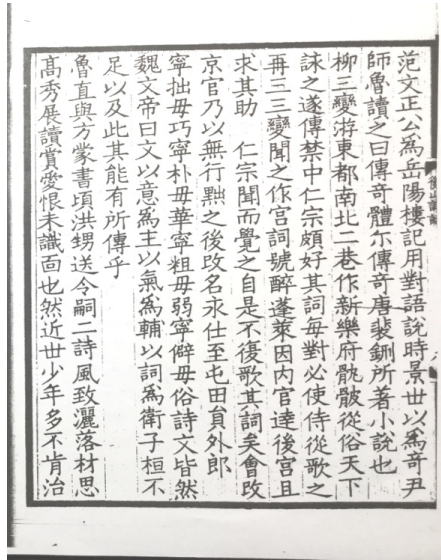 范文正公為岳陽樓記用對語說時景世以為奇尹
師魯讀之曰傳奇體尓傳奇唐裴鉶所著小說也
柳三變游東都南北二巷作新樂府骫骳從俗天下
詠之遂傳禁中仁宗頗好其詞每對必使侍從歌之
再三三變聞之作宮詞號醉蓬萊因內官達後宮且
求其助　仁宗聞而覺之自是不復歌其詞矣會改
京官乃以無行黜之後改名永仕至屯田貟外郎
寧拙毋巧寧朴毋華寧粗毋弱寧僻毋俗詩文皆然
魏文帝曰文以意為主以氣為輔以詞為衛子桓不
足以及此其能有所傳乎
魯直與方蒙書頃洪甥送令嗣二詩風致灑落材思
高秀展讀賞愛恨未識面也然近世少年多不肯治